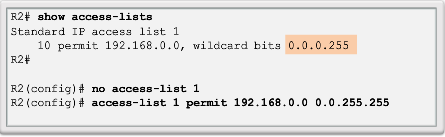 R2# show access-lists
Standard IP access list 1
10 permit 192.168.0.0, wildcard bits 0.0.0.255
R2#
R2(config)# no access-list 1
R2(config)# access-list 1 permit 192.168.0.0 0.0.255.255